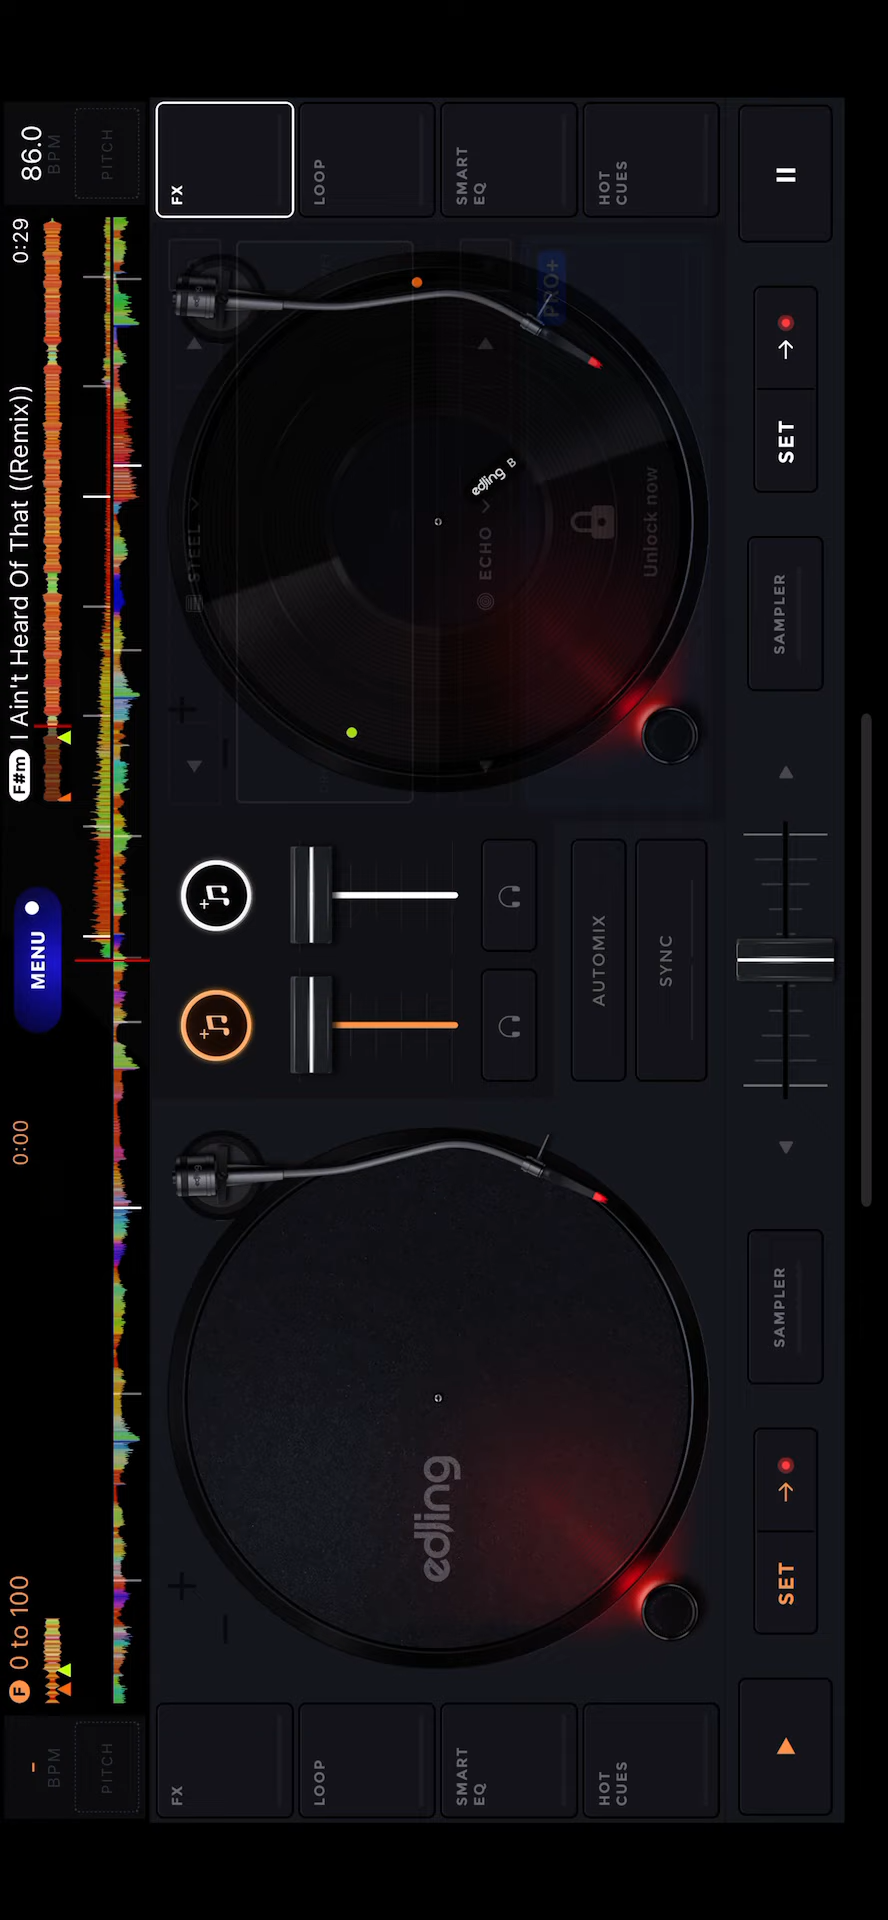 -
BPM
PITCH
F
0 to 100
0:00
MENU
F#m
I Ain't Heard Of That ((Remix))
0:29
86.0
BPM
PITCH
FX
LOOP
SMART
EQ
HOT
CUES
edjing
AUTOMIX
SYNC
STEEL
ECHO
edjing B
PRO+
Unlock now
FX
LOOP
SMART
EQ
HOT
CUES
SET
SAMPLER
SAMPLER
SET